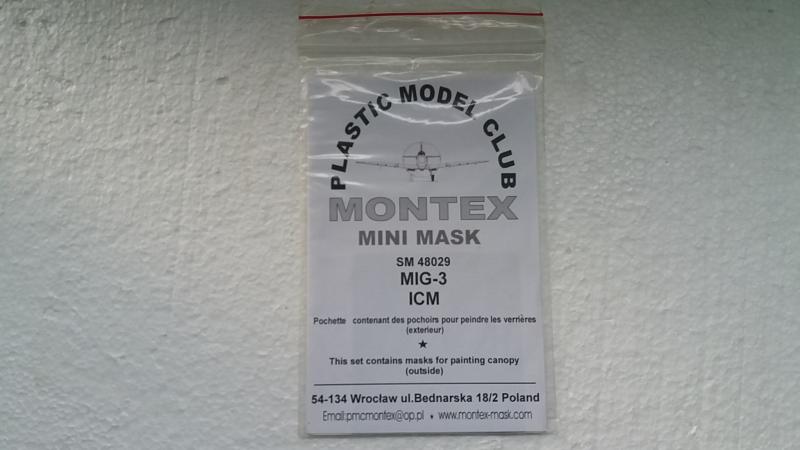 PLASTIC MODEL CLUB
MONTEX
MINI MASK
SM 48029
MIG-3
ICM
Pochette contenant des pochoirs pour peindre les verrières
(exterieur)
★
This set contains masks for painting canopy
(outside)
54-134 Wrocław ul.Bednarska 18/2 Poland
Email:pmcmontex@op.pl ⬧ www.montex-mask.com